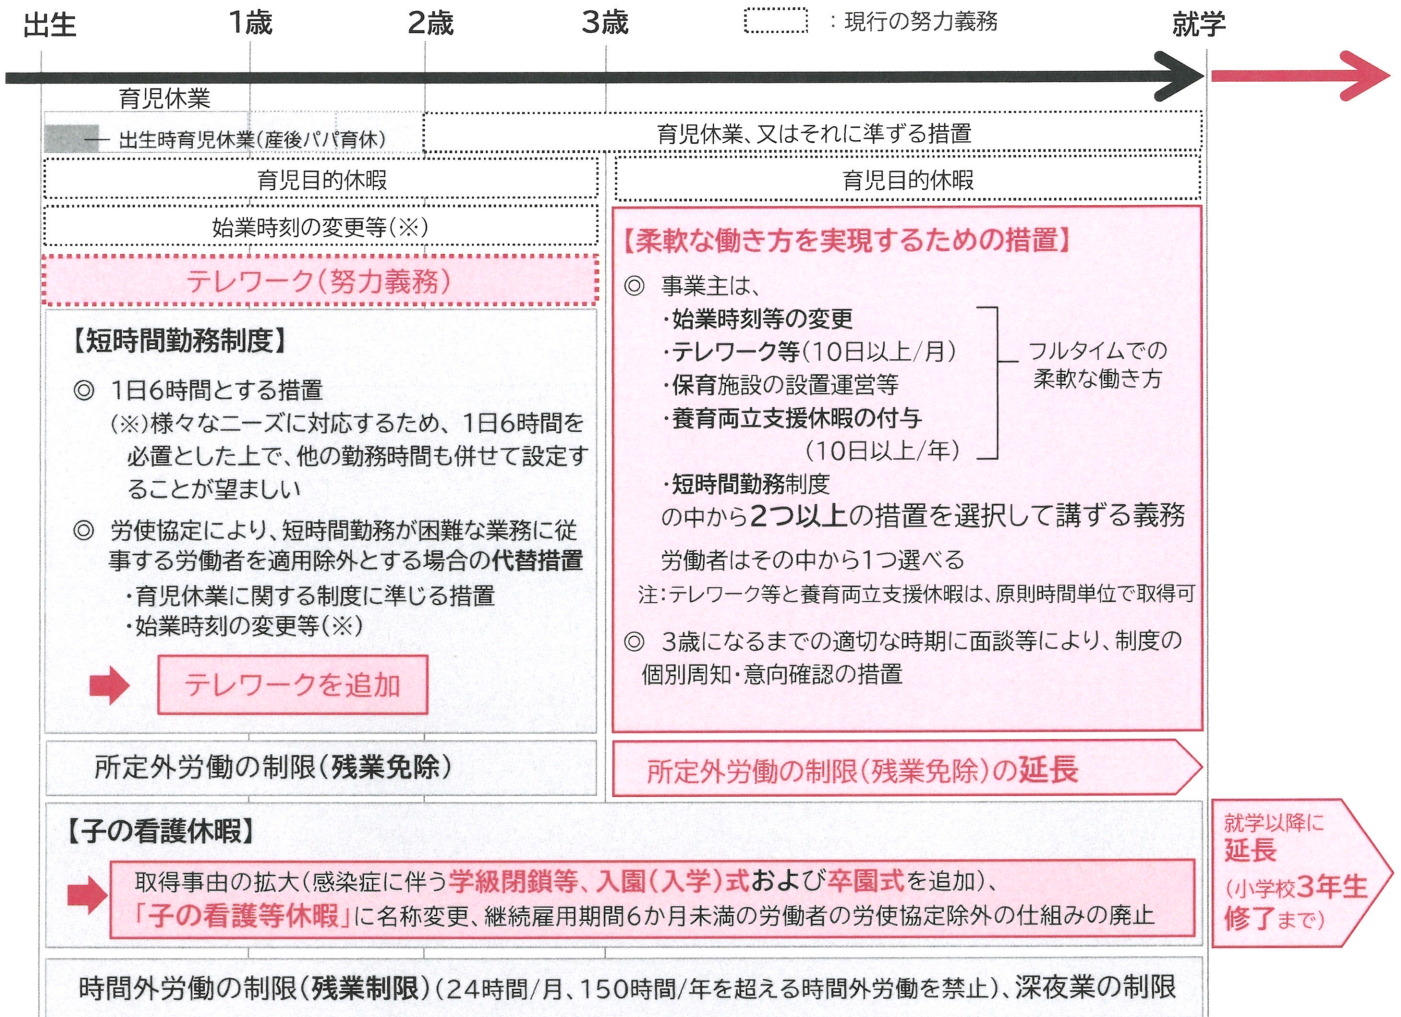 出生
1歳
2歳
3歳
：現行の努力義務
就学
育児休業
出生時育児休業(産後パパ育休)
育児休業、又はそれに準ずる措置
育児目的休暇
育児目的休暇
始業時刻の変更等(※)
テレワーク(努力義務)
【短時間勤務制度】
◎ 1日6時間とする措置
(※)様々なニーズに対応するため、1日6時間を
必置とした上で、他の勤務時間も併せて設定す
ることが望ましい
◎ 労使協定により、短時間勤務が困難な業務に従
事する労働者を適用除外とする場合の代替措置
・育児休業に関する制度に準じる措置
・始業時刻の変更等(※)
テレワークを追加
【柔軟な働き方を実現するための措置】
◎ 事業主は、
・始業時刻等の変更
・テレワーク等(10日以上/月)
・保育施設の設置運営等
・養育両立支援休暇の付与
(10日以上/年)
フルタイムでの
柔軟な働き方
・短時間勤務制度
の中から2つ以上の措置を選択して講ずる義務
労働者はその中から1つ選べる
注：テレワーク等と養育両立支援休暇は、原則時間単位で取得可
◎ 3歳になるまでの適切な時期に面談等により、制度の
個別周知・意向確認の措置
所定外労働の制限(残業免除)
所定外労働の制限(残業免除)の延長
【子の看護休暇】
取得事由の拡大(感染症に伴う学級閉鎖等、入園(入学)式および卒園式を追加)、
「子の看護等休暇」に名称変更、継続雇用期間6か月未満の労働者の労使協定除外の仕組みの廃止
就学以降に
延長
(小学校3年生
修了まで)
時間外労働の制限(残業制限)(24時間/月、150時間/年を超える時間外労働を禁止)、深夜業の制限